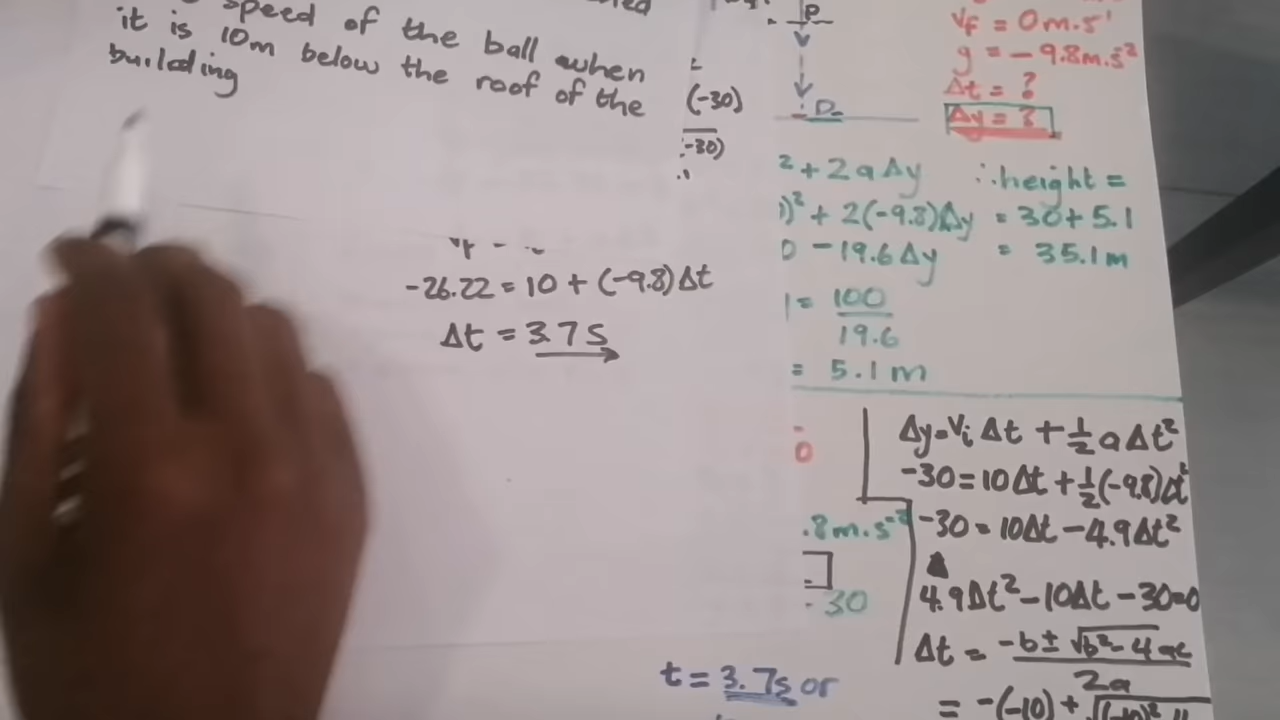 speed of the ball when
it is 10m below the roof of the
building
(-30)
-30)
-26.22 = 10 + (-9.8)Δt
Δt = 3.7s
P
D
Vf = 0m.s'
g = -9.8m.s²
Δt = ?
Δy = ?
² + 2aΔy
)² + 2(-9.8)Δy
0 - 19.6Δy
1 = 100
19.6
= 5.1m
∴height =
= 30+5.1
= 35.1m
0
.8m.s⁻²
-30
Δy=ViΔt + ½aΔt²
-30 = 10Δt + ½(-9.8)Δt²
-30 = 10Δt - 4.9Δt²
4.9Δt² - 10Δt - 30=0
Δt = -b ± √b² - 4ac
2a
= -(-10) + √(-10)²
t = 3.7s or